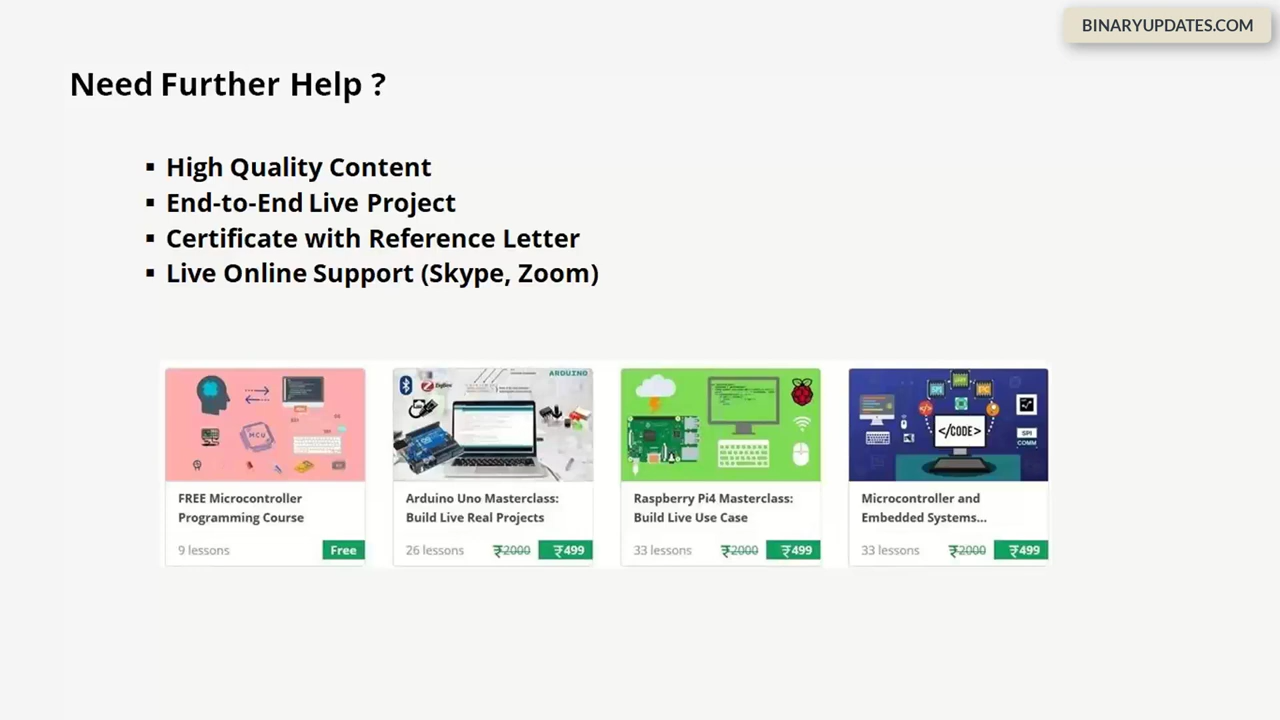 BINARYUPDATES.COM
Need Further Help ?
▪ High Quality Content
▪ End-to-End Live Project
▪ Certificate with Reference Letter
▪ Live Online Support (Skype, Zoom)
ARDUINO
ZigBee
MCU
</CODE>
SPI
COMM
FREE Microcontroller
Programming Course
9 lessons
Free
Arduino Uno Masterclass:
Build Live Real Projects
26 lessons ₹2000 ₹499
Raspberry Pi4 Masterclass:
Build Live Use Case
33 lessons ₹2000 ₹499
Microcontroller and
Embedded Systems...
33 lessons ₹2000 ₹499